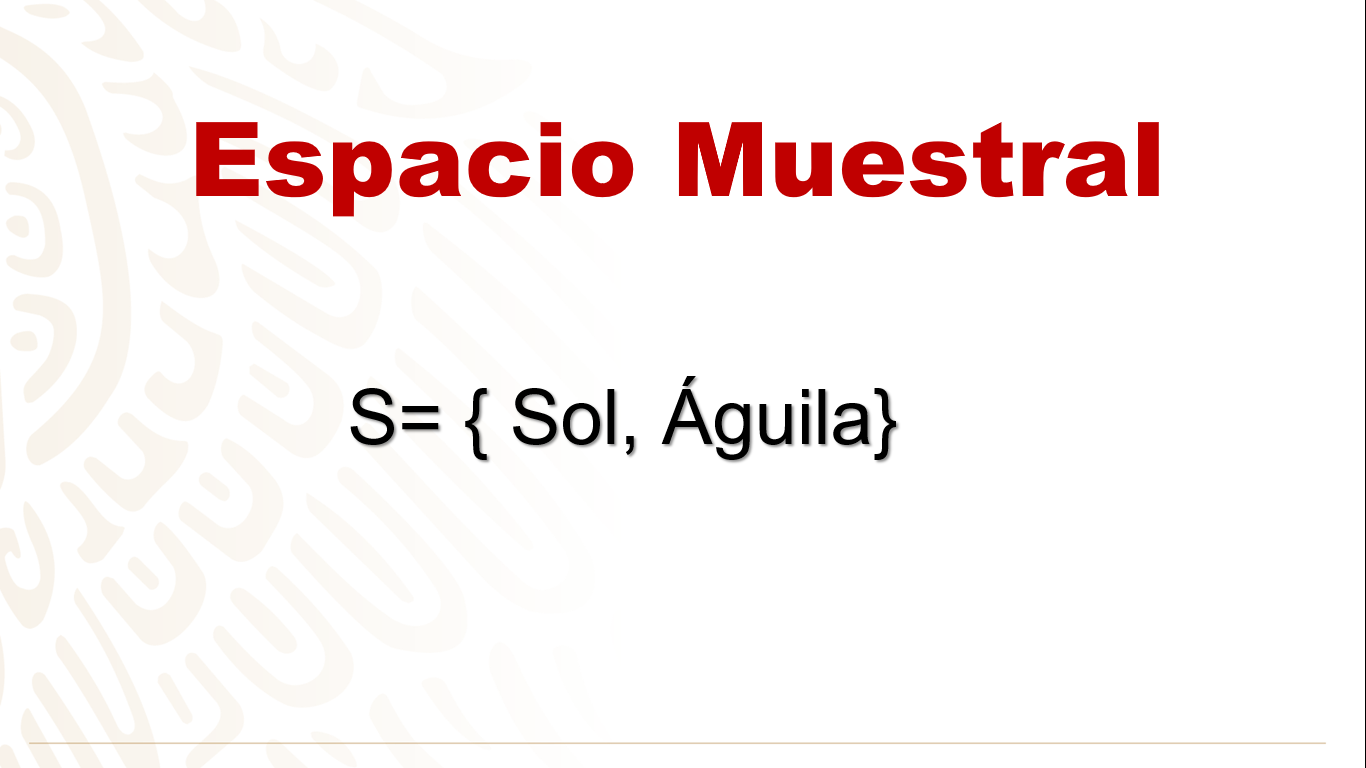 Espacio Muestral
S= { Sol, Águila}